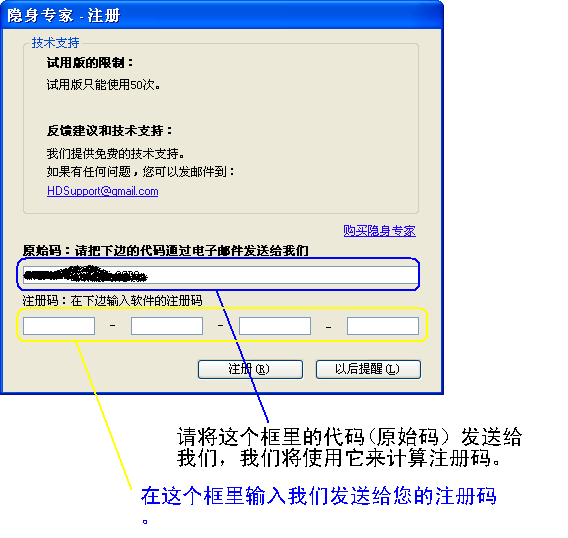 隐身专家 - 注册
技术支持
试用版的限制：
试用版只能使用50次。
反馈建议和技术支持：
我们提供免费的技术支持。
如果有任何问题，您可以发邮件到：
HDSupport@gmail.com
购买隐身专家
原始码：请把下边的代码通过电子邮件发送给我们
注册码：在下边输入软件的注册码
- - -
注册(R) 以后提醒(L)
请将这个框里的代码(原始码) 发送给
我们，我们将使用它来计算注册码。
在这个框里输入我们发送给您的注册码
。